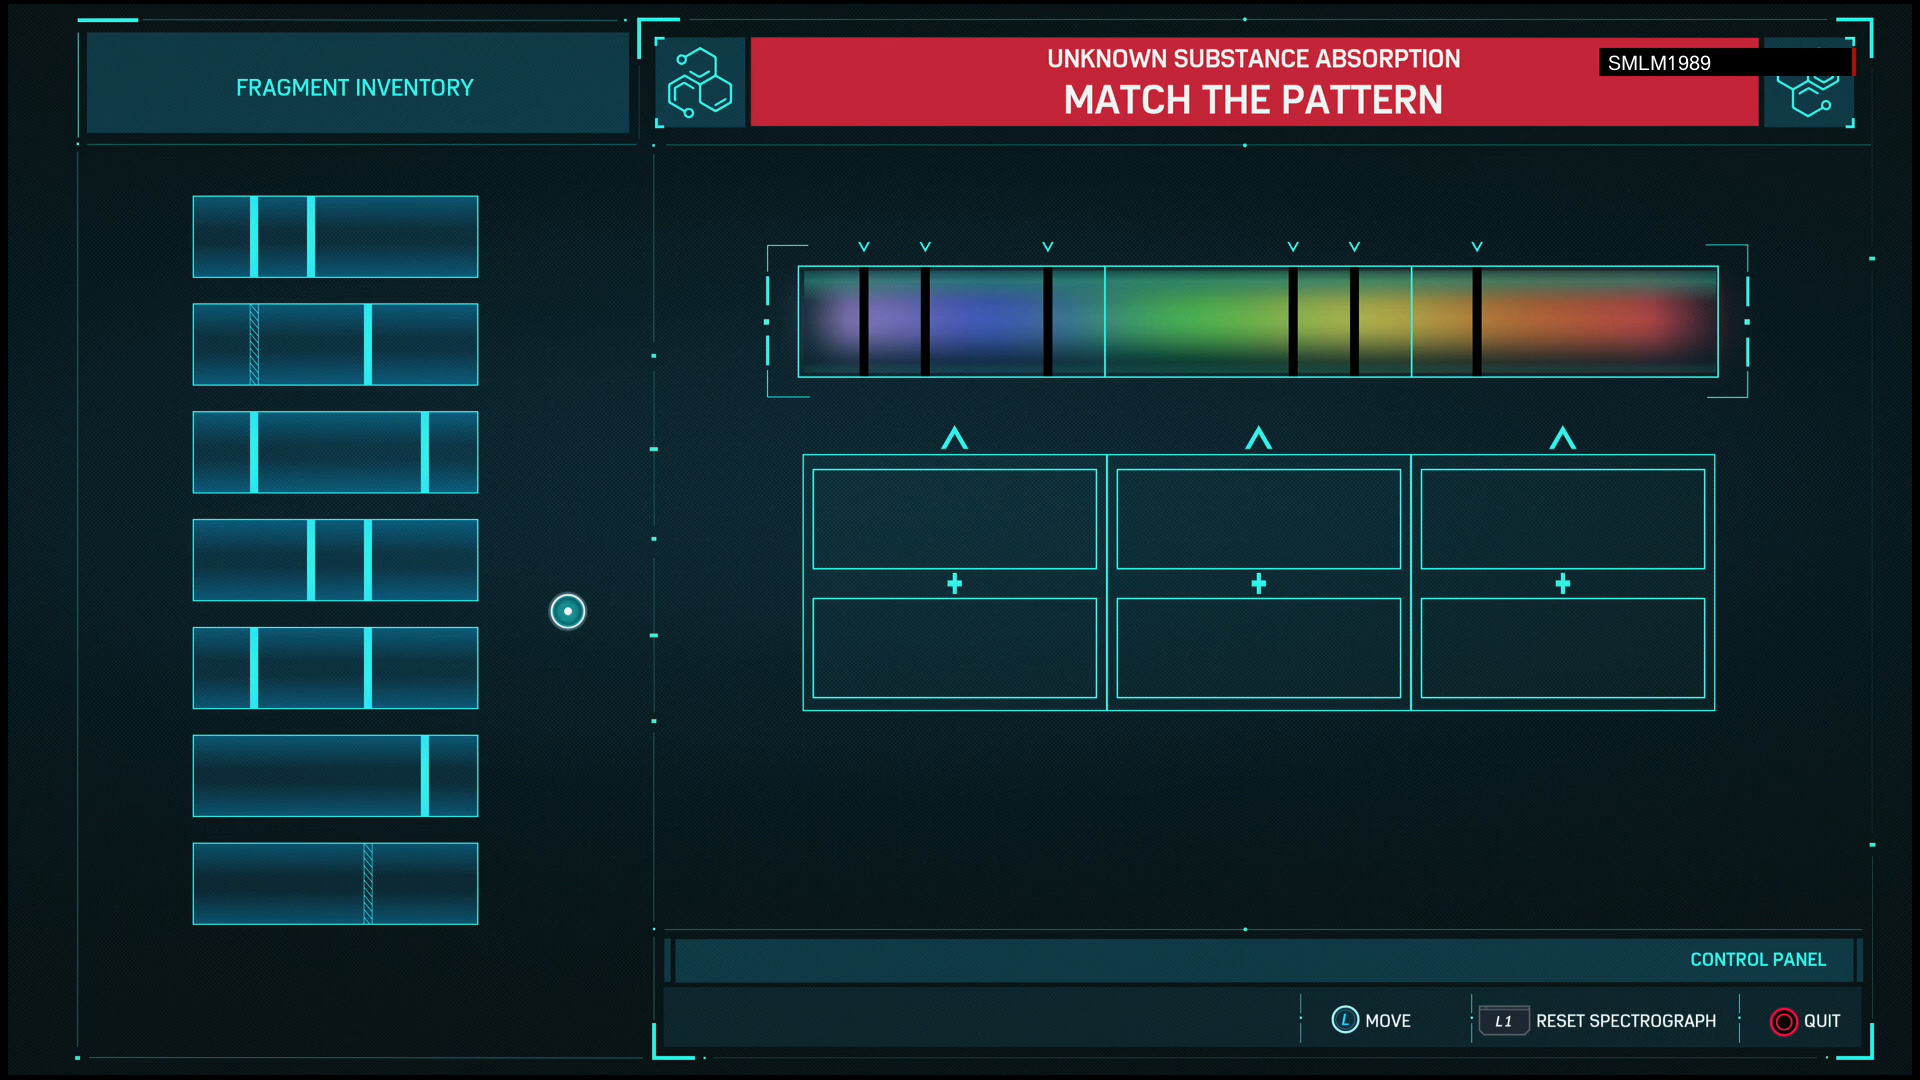 FRAGMENT INVENTORY
UNKNOWN SUBSTANCE ABSORPTION
MATCH THE PATTERN
SMLM1989
CONTROL PANEL
L MOVE
L1 RESET SPECTROGRAPH
QUIT